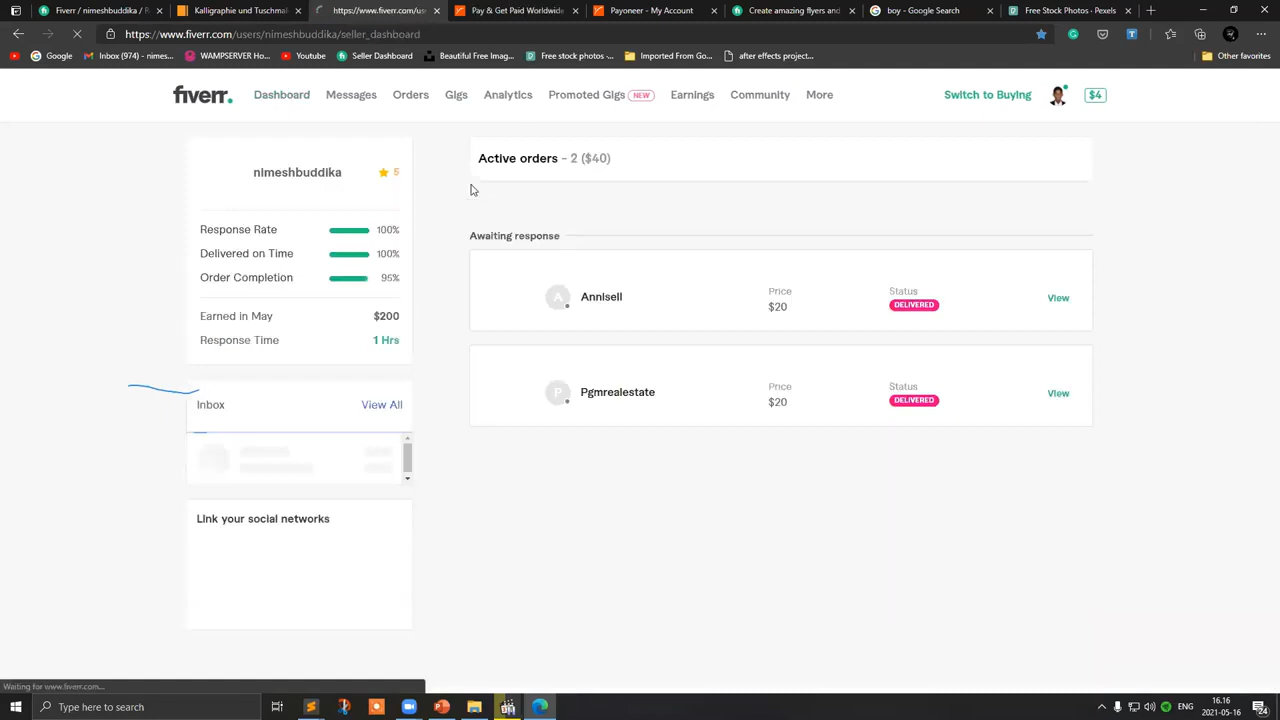 Fiverr / nimeshbuddika / R
Kalligraphie und Tuschmale
https://www.fiverr.com/us
Pay & Get Paid Worldwide
Payoneer - My Account
Create amazing flyers and
boy - Google Search
Free Stock Photos · Pexels
https://www.fiverr.com/users/nimeshbuddika/seller_dashboard
Google
Inbox (974) - nimes...
WAMPSERVER Ho...
YouTube
Seller Dashboard
Beautiful Free Imag...
Free stock photos ·...
Imported From Go...
after effects projec...
Other favorites
fiverr.
Dashboard
Messages
Orders
Gigs
Analytics
Promoted Gigs NEW
Earnings
Community
More
Switch to Buying
$4
nimeshbuddika
5
Response Rate 100%
Delivered on Time 100%
Order Completion 95%
Earned in May $200
Response Time 1 Hrs
Inbox View All
Link your social networks
Active orders - 2 ($40)
Awaiting response
A Annisell
Price
$20
Status
DELIVERED
View
P Pgmrealestate
Price
$20
Status
DELIVERED
View
Waiting for www.fiverr.com...
Type here to search
ENG
16.16
2021-05-16